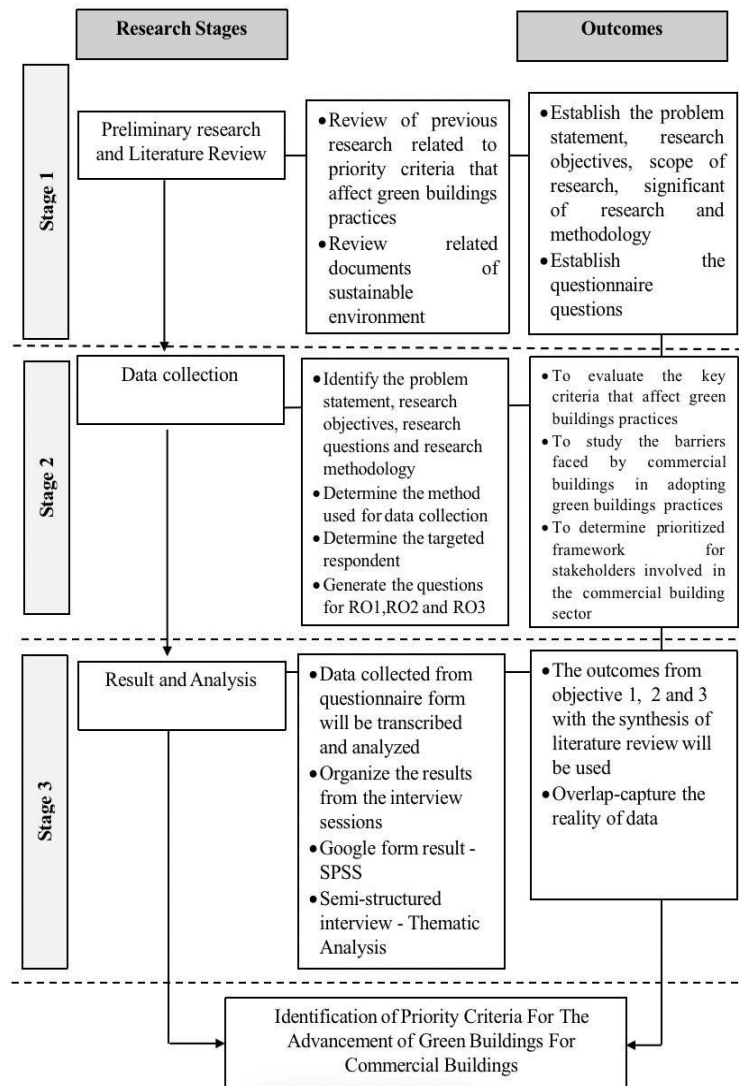 Research Stages
Outcomes
Stage 1
Preliminary research
and Literature Review
•Review of previous
research related to
priority criteria that
affect green buildings
practices
•Review related
documents of
sustainable
environment
•Establish the problem
statement, research
objectives, scope of
research, significant
of research and
methodology
•Establish the
questionnaire
questions
Stage 2
Data collection
•Identify the problem
statement, research
objectives, research
questions and research
methodology
•Determine the method
used for data collection
•Determine the targeted
respondent
•Generate the questions
for RO1,RO2 and RO3
•To evaluate the key
criteria that affect green
buildings practices
•To study the barriers
faced by commercial
buildings in adopting
green buildings practices
•To determine prioritized
framework for
stakeholders involved in
the commercial building
sector
Stage 3
Result and Analysis
•Data collected from
questionnaire form
will be transcribed
and analyzed
•Organize the results
from the interview
sessions
•Google form result -
SPSS
•Semi-structured
interview - Thematic
Analysis
•The outcomes from
objective 1, 2 and 3
with the synthesis of
literature review will
be used
•Overlap-capture the
reality of data
Identification of Priority Criteria For The
Advancement of Green Buildings For
Commercial Buildings